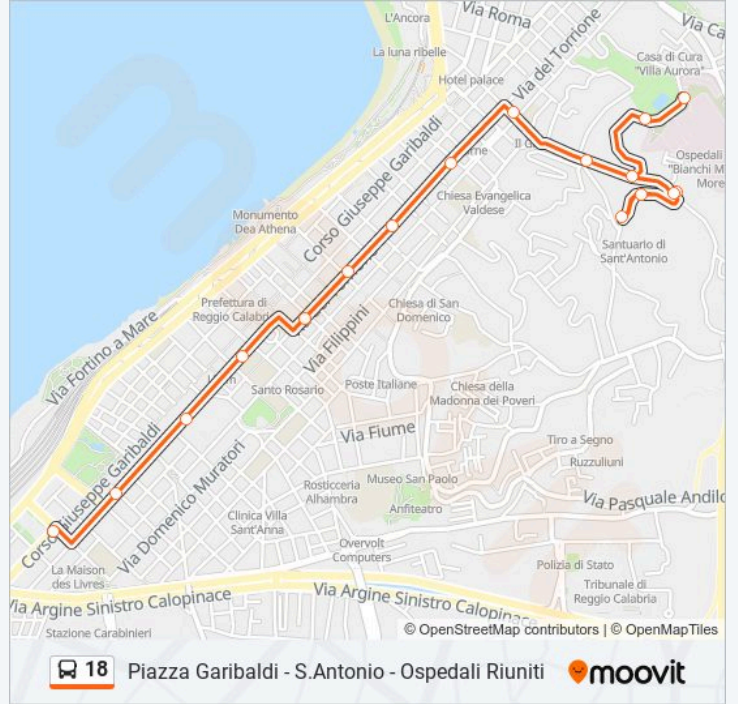 L'Ancora
Via Roma
La luna ribelle
Via del Torrione
Casa di Cura
"Villa Aurora"
Hotel palace
Il G
Ospedali
"Bianchi M
More
Corso Giuseppe Garibaldi
Chiesa Evangelica
Valdese
Monumento
Dea Athena
Santuario di
Sant'Antonio
Prefettura di
Reggio Calab
Chiesa di San
Domenico
Via Fortino a Mare
Via Filippini
Santo Rosario
Poste Italiane
Chiesa della
Madonna dei Poveri
Corso Giuseppe Garibaldi
Via Fiume
Tiro a Segno
Ruzzuliuni
Via Domenico Muratori
Rosticceria
Alhambra
Museo San Paolo
Anfiteatro
Via Pasquale Andilo
Clinica Villa
Sant'Anna
Overvolt
Computers
La Maison
des Livres
Polizia di Stato
Tribunale di
Reggio Calabria
Via Argine Sinistro Calopinace
Via Argine Sinistro Calopinace
Stazione Carabinieri
© OpenStreetMap contributors | © OpenMapTiles
18 Piazza Garibaldi - S.Antonio - Ospedali Riuniti
moovit